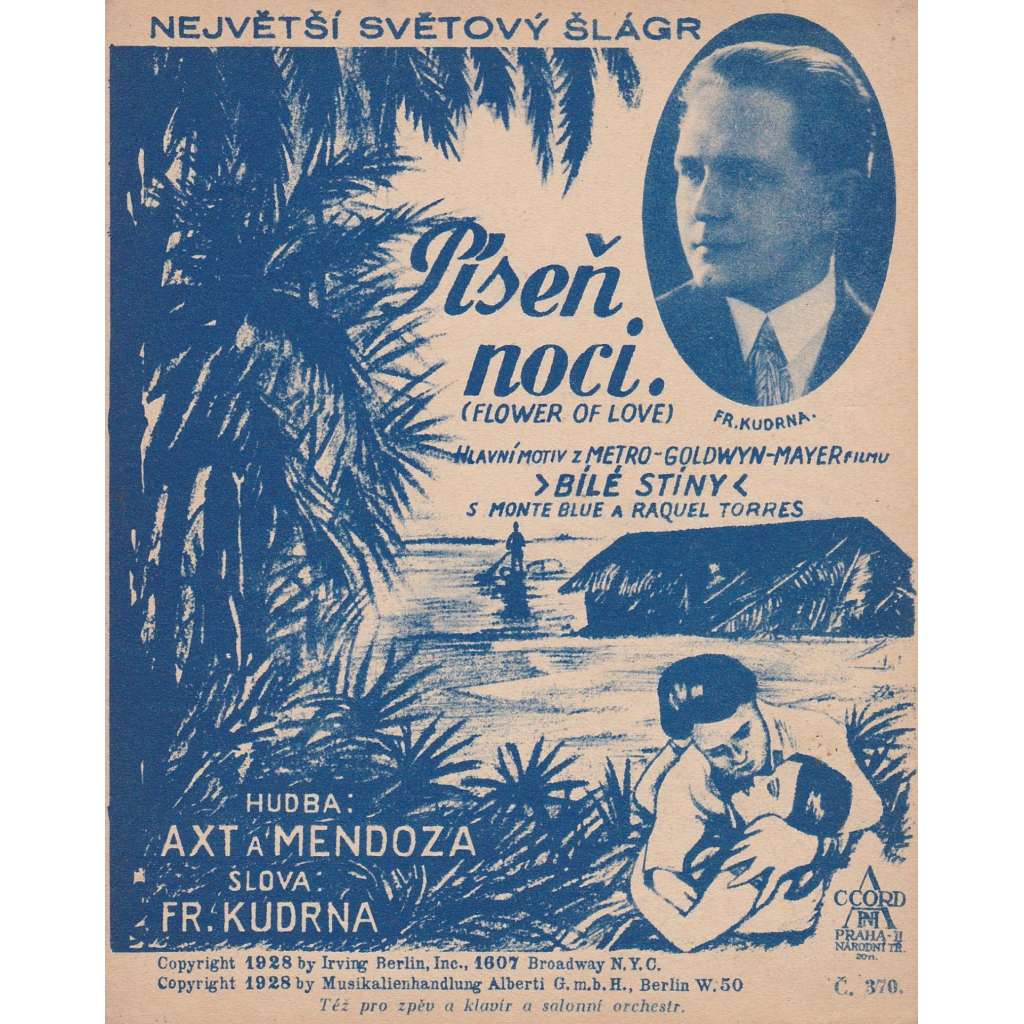 NEJVĚTŠÍ SVĚTOVÝ ŠLÁGR
Píseň
noci.
(FLOWER OF LOVE)
FR. KUDRNA.
HLAVNÍ MOTIV Z METRO-GOLDWYN-MAYER FILMU
>BÍLÉ STÍNY<
S MONTE BLUE A RAQUEL TORRES
HUDBA:
AXT A MENDOZA
SLOVA:
FR. KUDRNA
ACCORD
PRAHA-II
NÁRODNÍ TŘ.
Copyright 1928 by Irving Berlin, Inc., 1607 Broadway N.Y.C.
Copyright 1928 by Musikalienhandlung Alberti G.m.b.H., Berlin W.50
Č. 370.
Též pro zpěv a klavír a salonní orchestr.